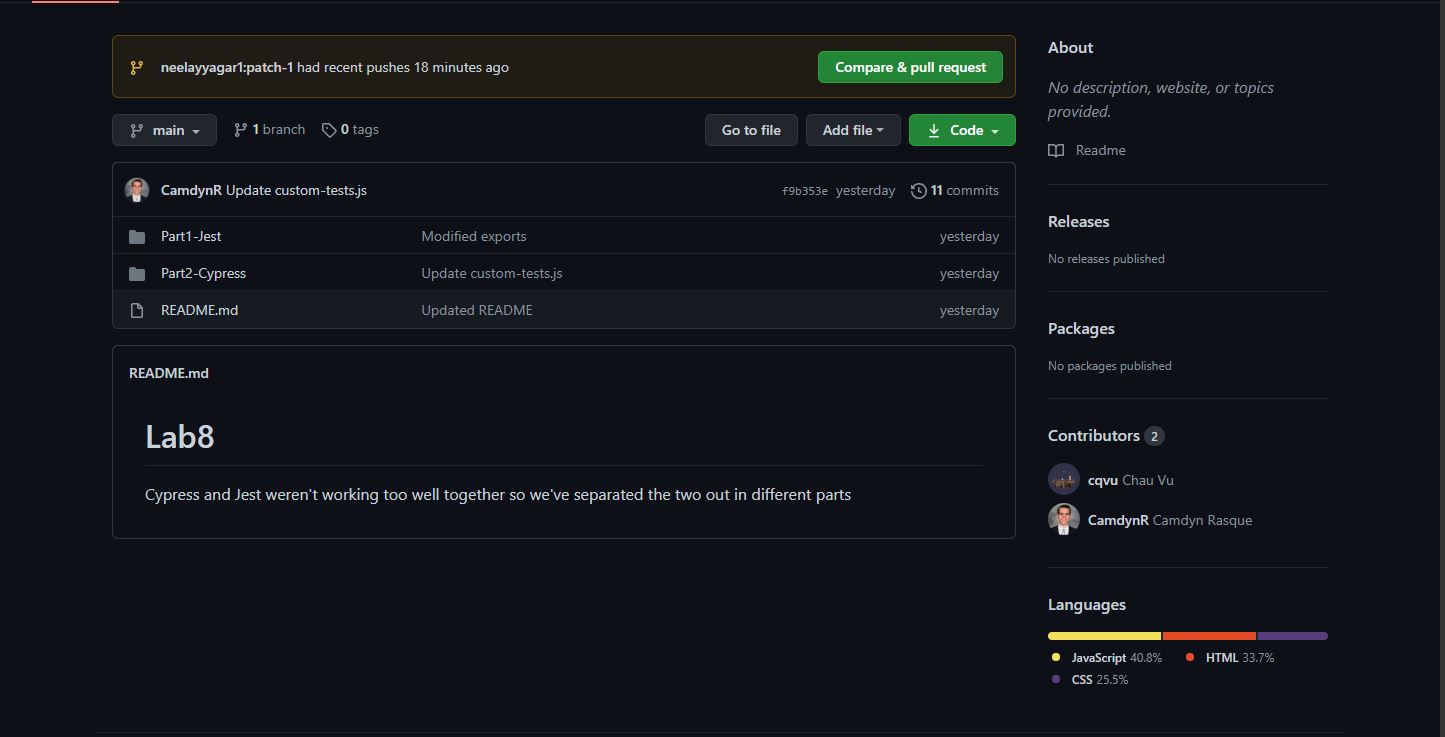 neelayyagar1:patch-1 had recent pushes 18 minutes ago
Compare & pull request
main
1 branch
0 tags
Go to file
Add file
Code
CamdynR Update custom-tests.js
f9b353e yesterday
11 commits
Part1-Jest Modified exports yesterday
Part2-Cypress Update custom-tests.js yesterday
README.md Updated README yesterday
README.md
Lab8
Cypress and Jest weren't working too well together so we've separated the two out in different parts
About
No description, website, or topics
provided.
Readme
Releases
No releases published
Packages
No packages published
Contributors 2
cqvu Chau Vu
CamdynR Camdyn Rasque
Languages
JavaScript 40.8% HTML 33.7%
CSS 25.5%